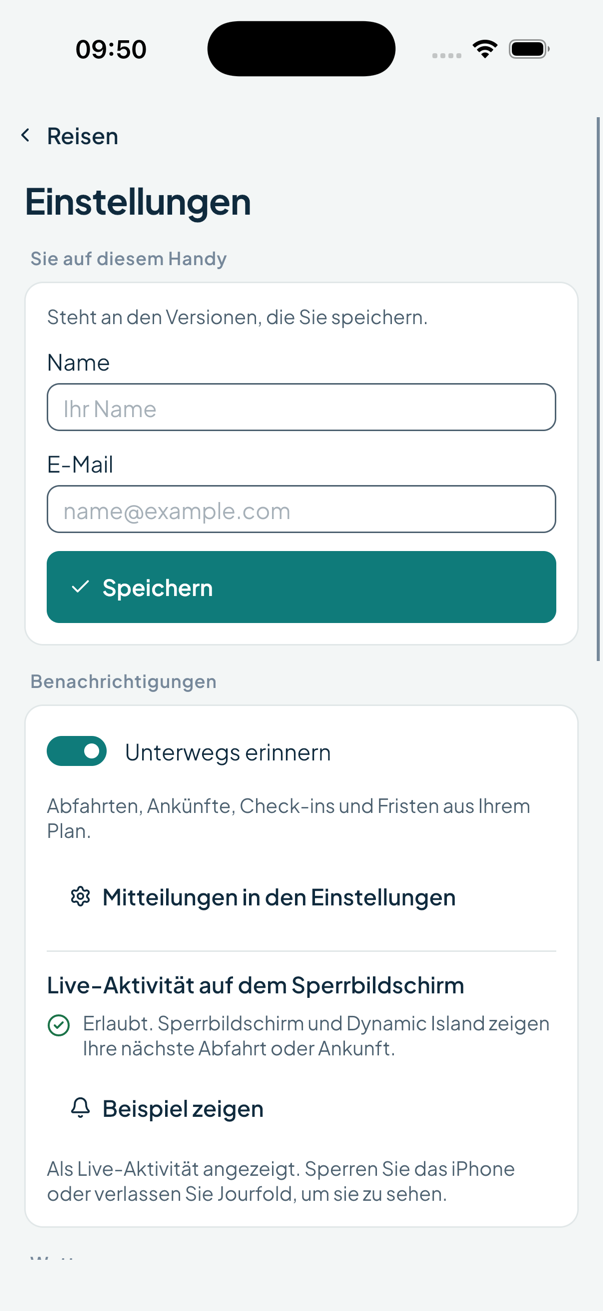 09:50
Reisen
Einstellungen
Sie auf diesem Handy
Steht an den Versionen, die Sie speichern.
Name
Ihr Name
E-Mail
name@example.com
Speichern
Benachrichtigungen
Unterwegs erinnern
Abfahrten, Ankünfte, Check-ins und Fristen aus Ihrem
Plan.
Mitteilungen in den Einstellungen
Live-Aktivität auf dem Sperrbildschirm
Erlaubt. Sperrbildschirm und Dynamic Island zeigen
Ihre nächste Abfahrt oder Ankunft.
Beispiel zeigen
Als Live-Aktivität angezeigt. Sperren Sie das iPhone
oder verlassen Sie Jourfold, um sie zu sehen.